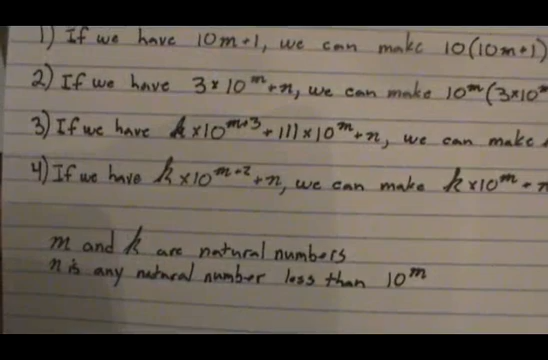 1) If we have 10m+1, we can make 10(10m+1)
2) If we have 3×10^m+n, we can make 10^m(3×10^m
3) If we have k×10^(m+3)+111×10^m+n, we can make
4) If we have k×10^(m+2)+n, we can make k×10^m+n
m and k are natural numbers
n is any natural number less than 10^m